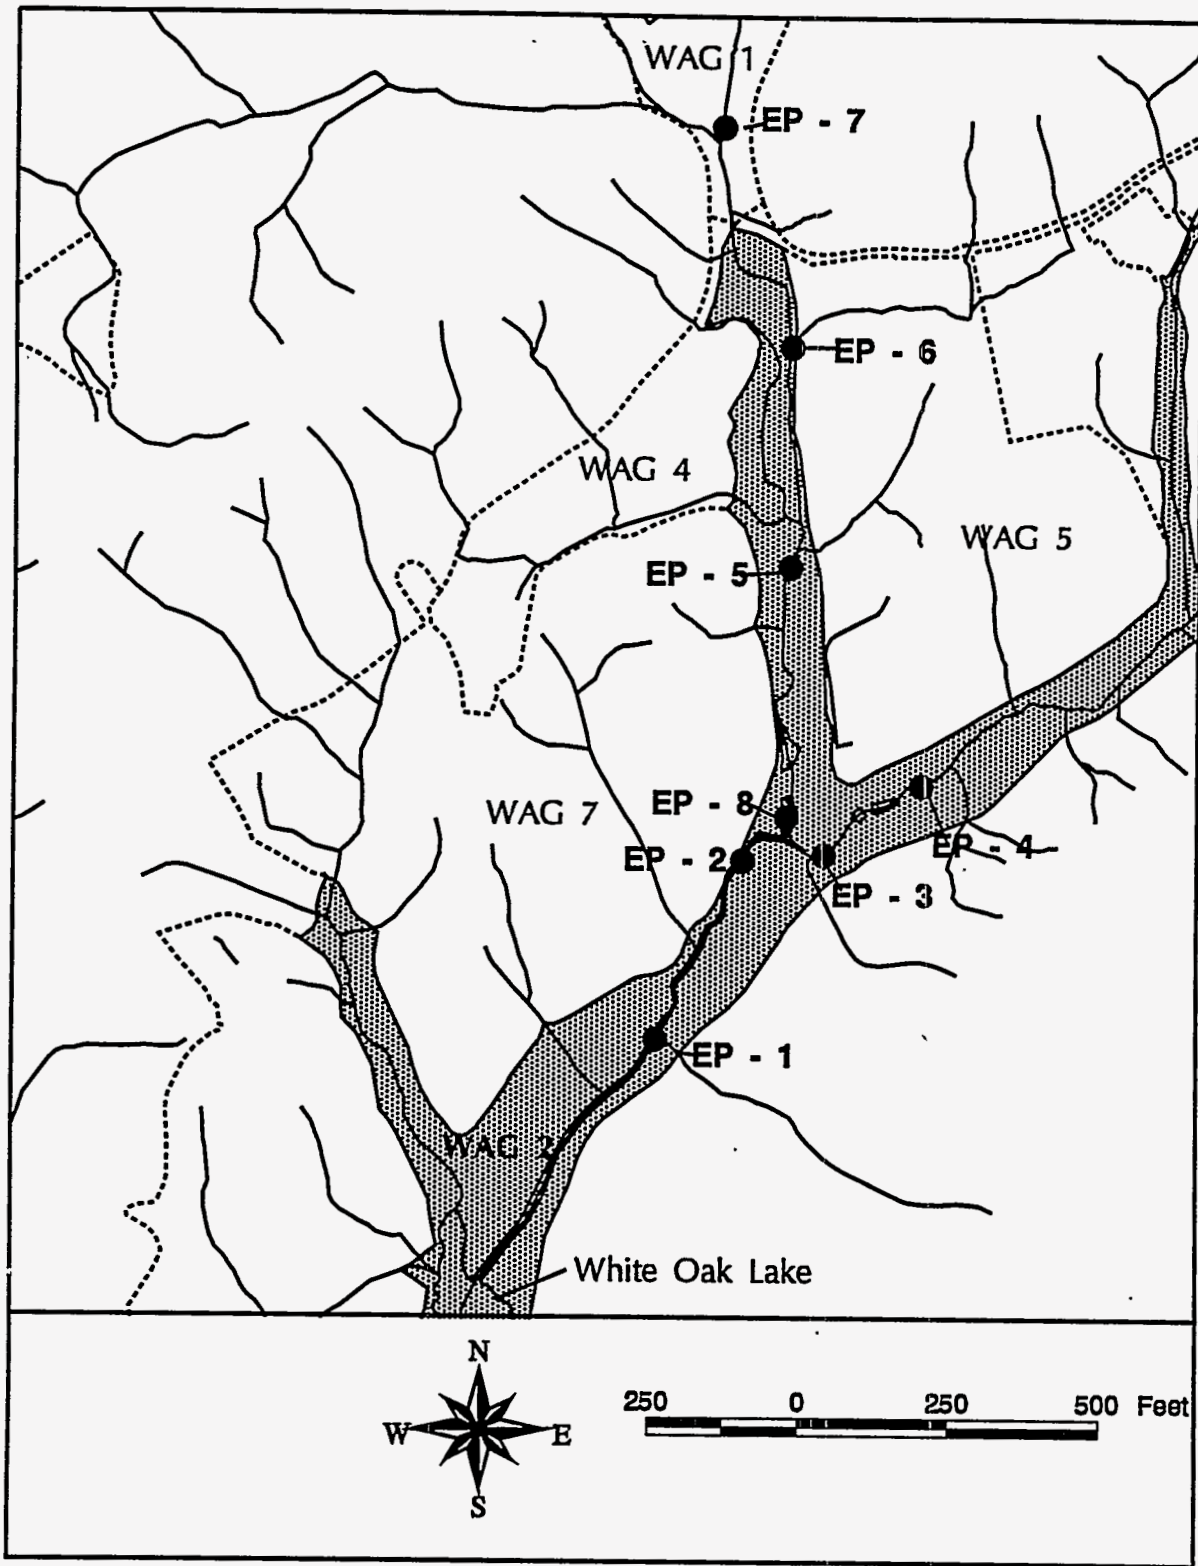 WAG 1
EP - 7
EP - 6
WAG 4
WAG 5
EP - 5
EP - 8
WAG 7
EP - 2
EP - 4
EP - 3
EP - 1
WAG 2
White Oak Lake
N
W E
S
250 0 250 500 Feet